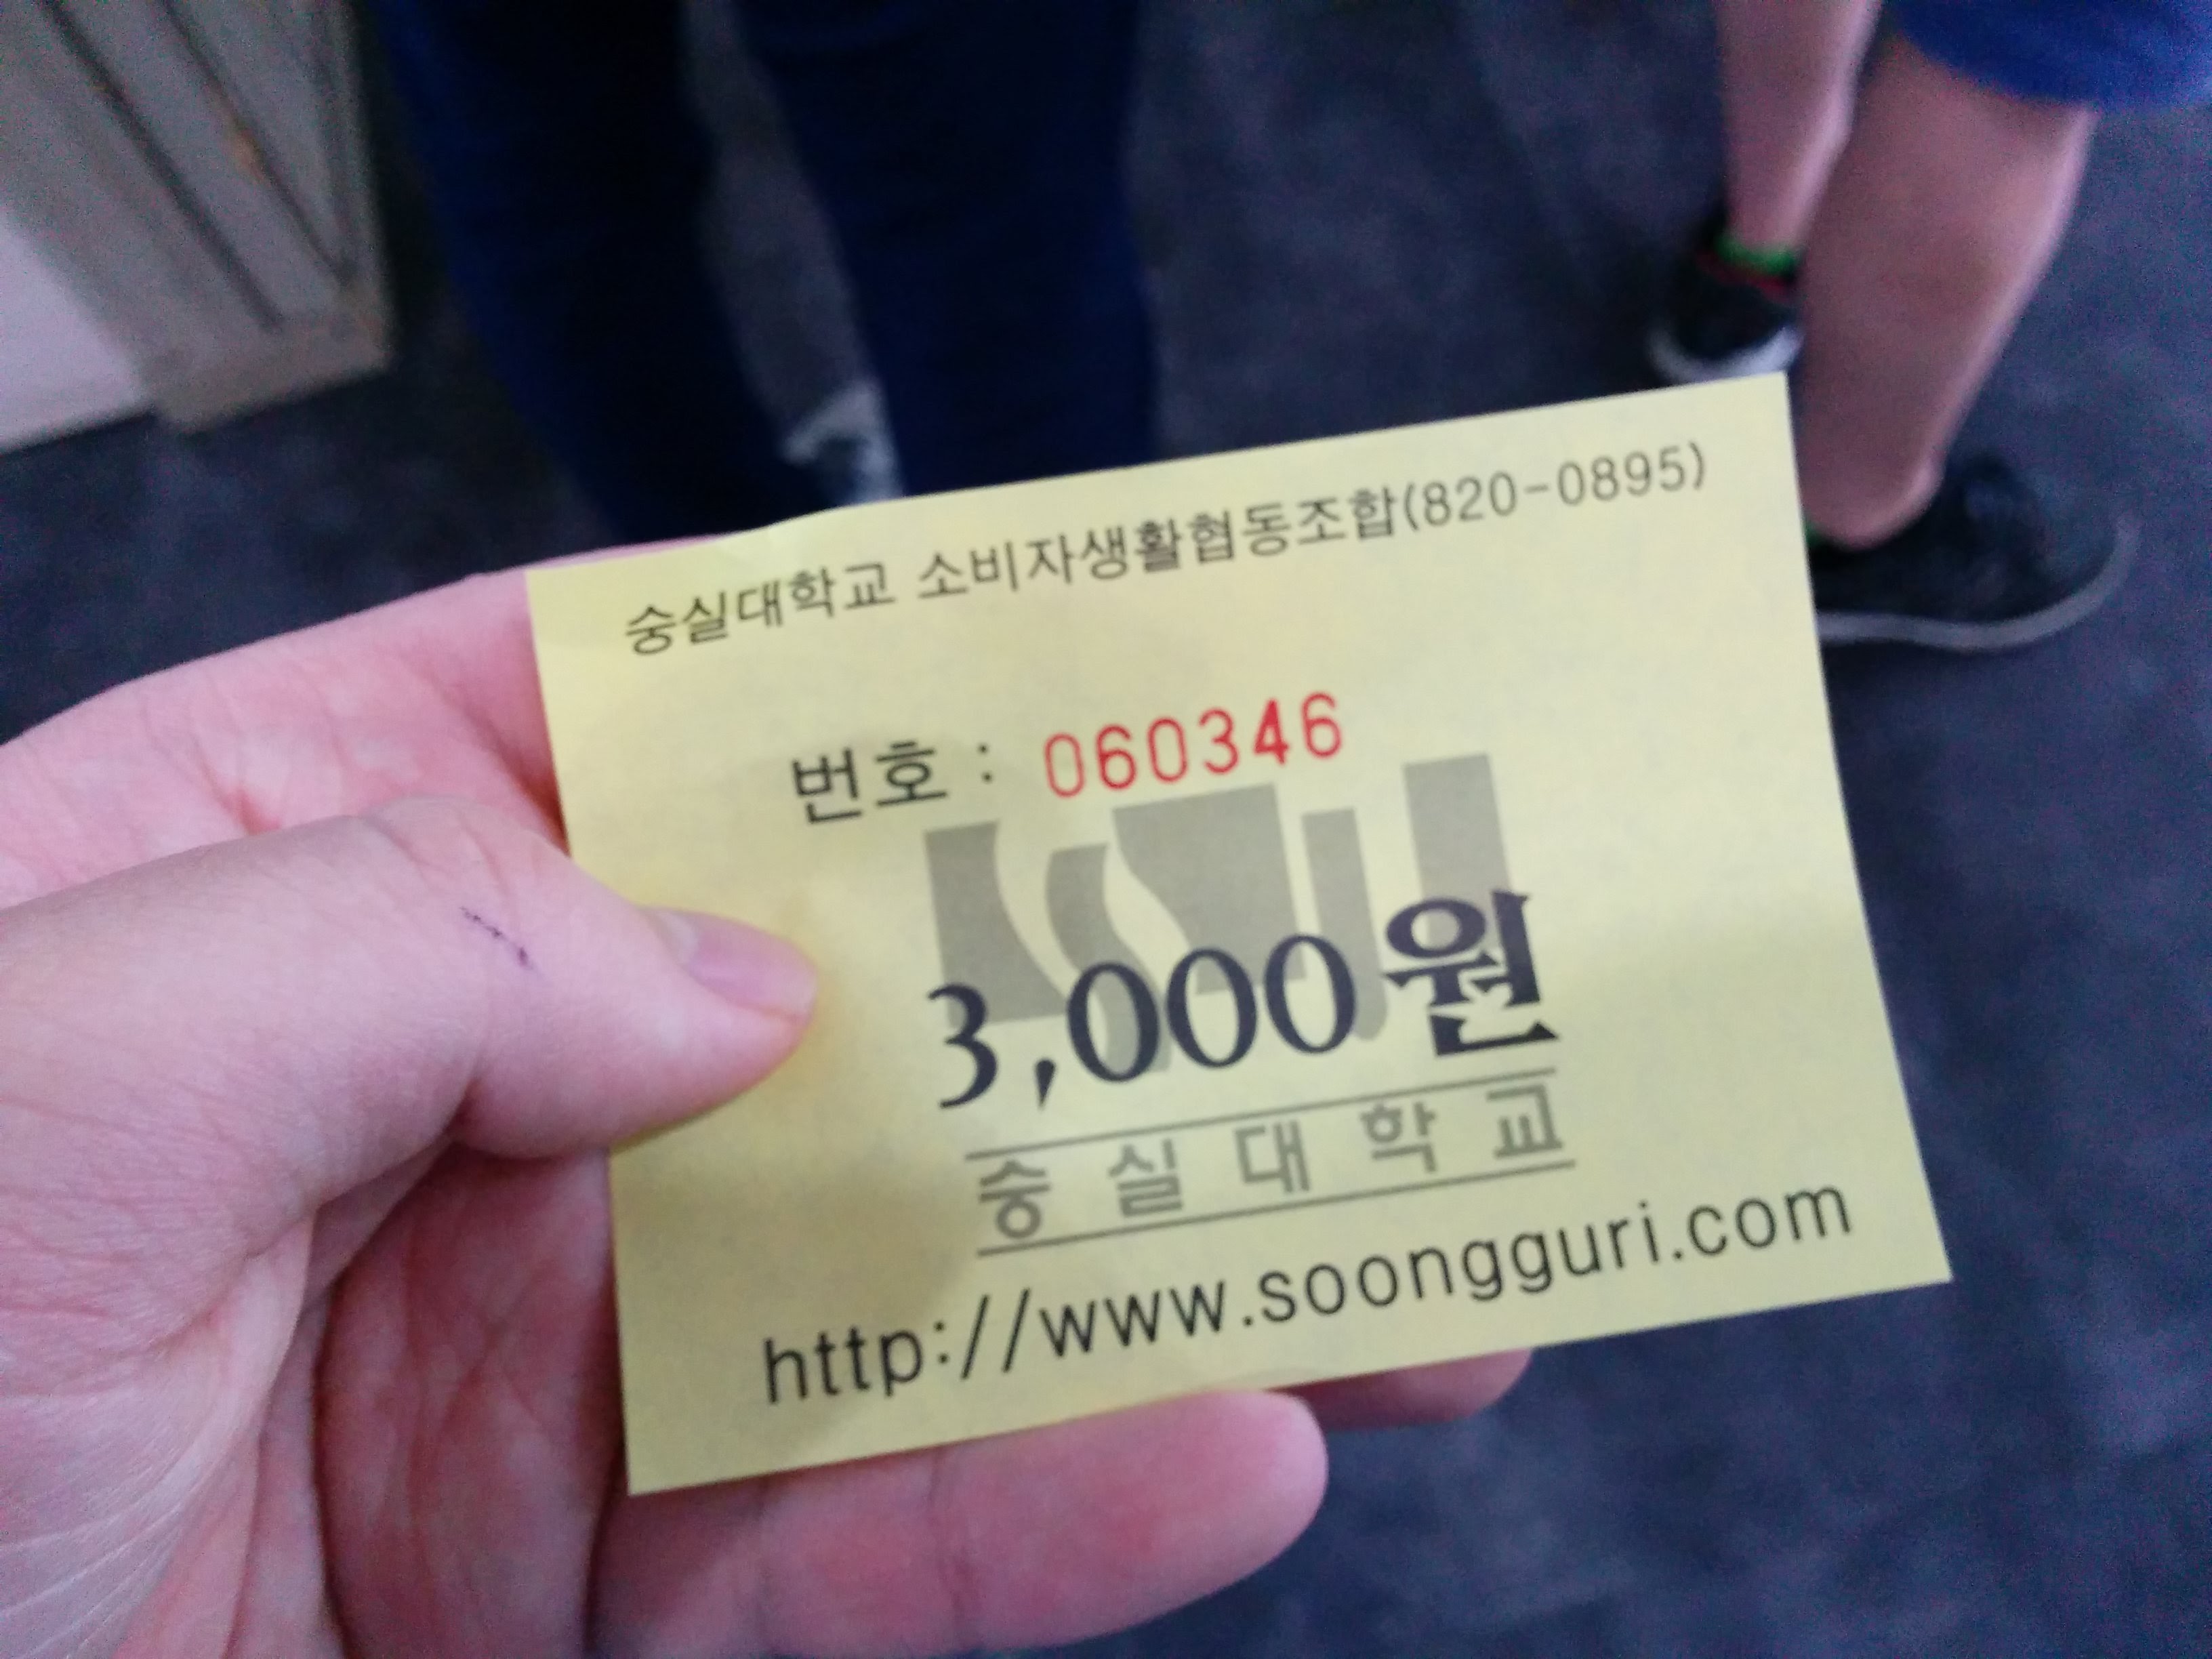 숭실대학교 소비자생활협동조합(820-0895)
번호 : 060346
3,000원
숭실대학교
http://www.soongguri.com